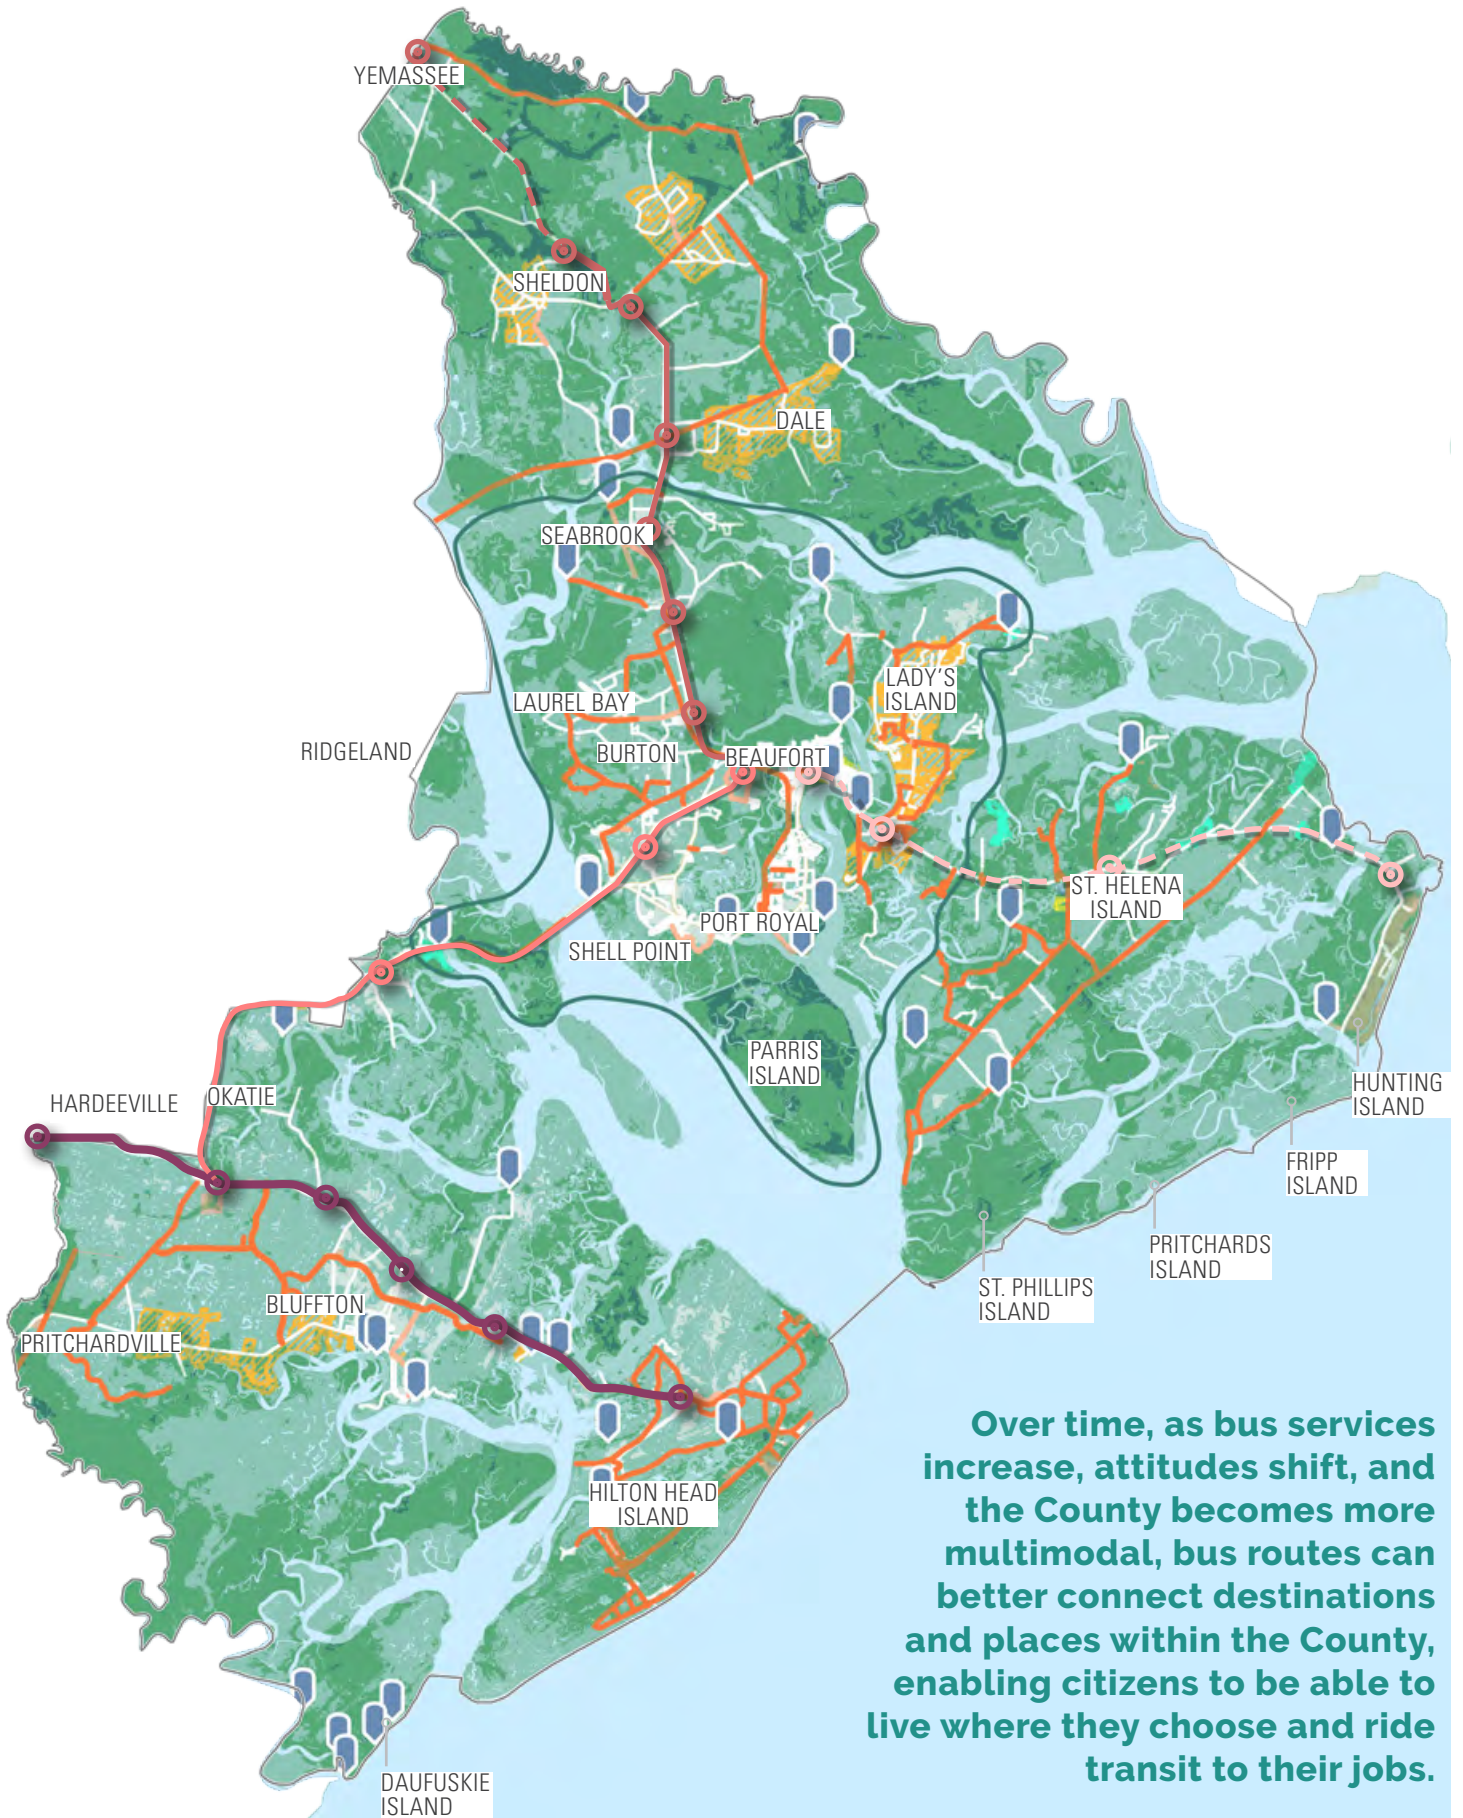 YEMASSEE
SHELDON
DALE
SEABROOK
LADY'S
ISLAND
LAUREL BAY
RIDGELAND
BURTON
BEAUFORT
ST. HELENA
ISLAND
PORT ROYAL
SHELL POINT
PARRIS
ISLAND
HUNTING
ISLAND
OKATIE
HARDEEVILLE
FRIPP
ISLAND
PRITCHARDS
ISLAND
ST. PHILLIPS
ISLAND
BLUFFTON
PRITCHARDVILLE
HILTON HEAD
ISLAND
DAUFUSKIE
ISLAND
Over time, as bus services
increase, attitudes shift, and
the County becomes more
multimodal, bus routes can
better connect destinations
and places within the County,
enabling citizens to be able to
live where they choose and ride
transit to their jobs.